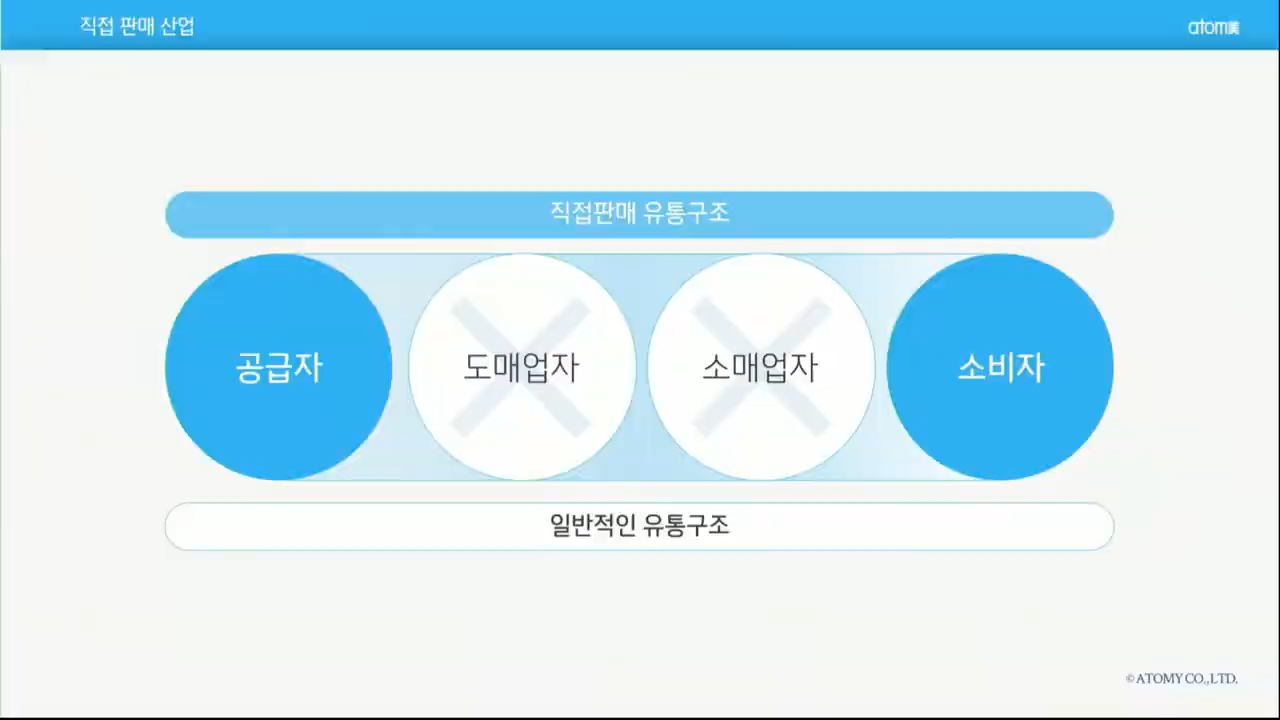 직접 판매 산업
atom美
직접판매 유통구조
공급자
도매업자
소매업자
소비자
일반적인 유통구조
©ATOMY CO.,LTD.